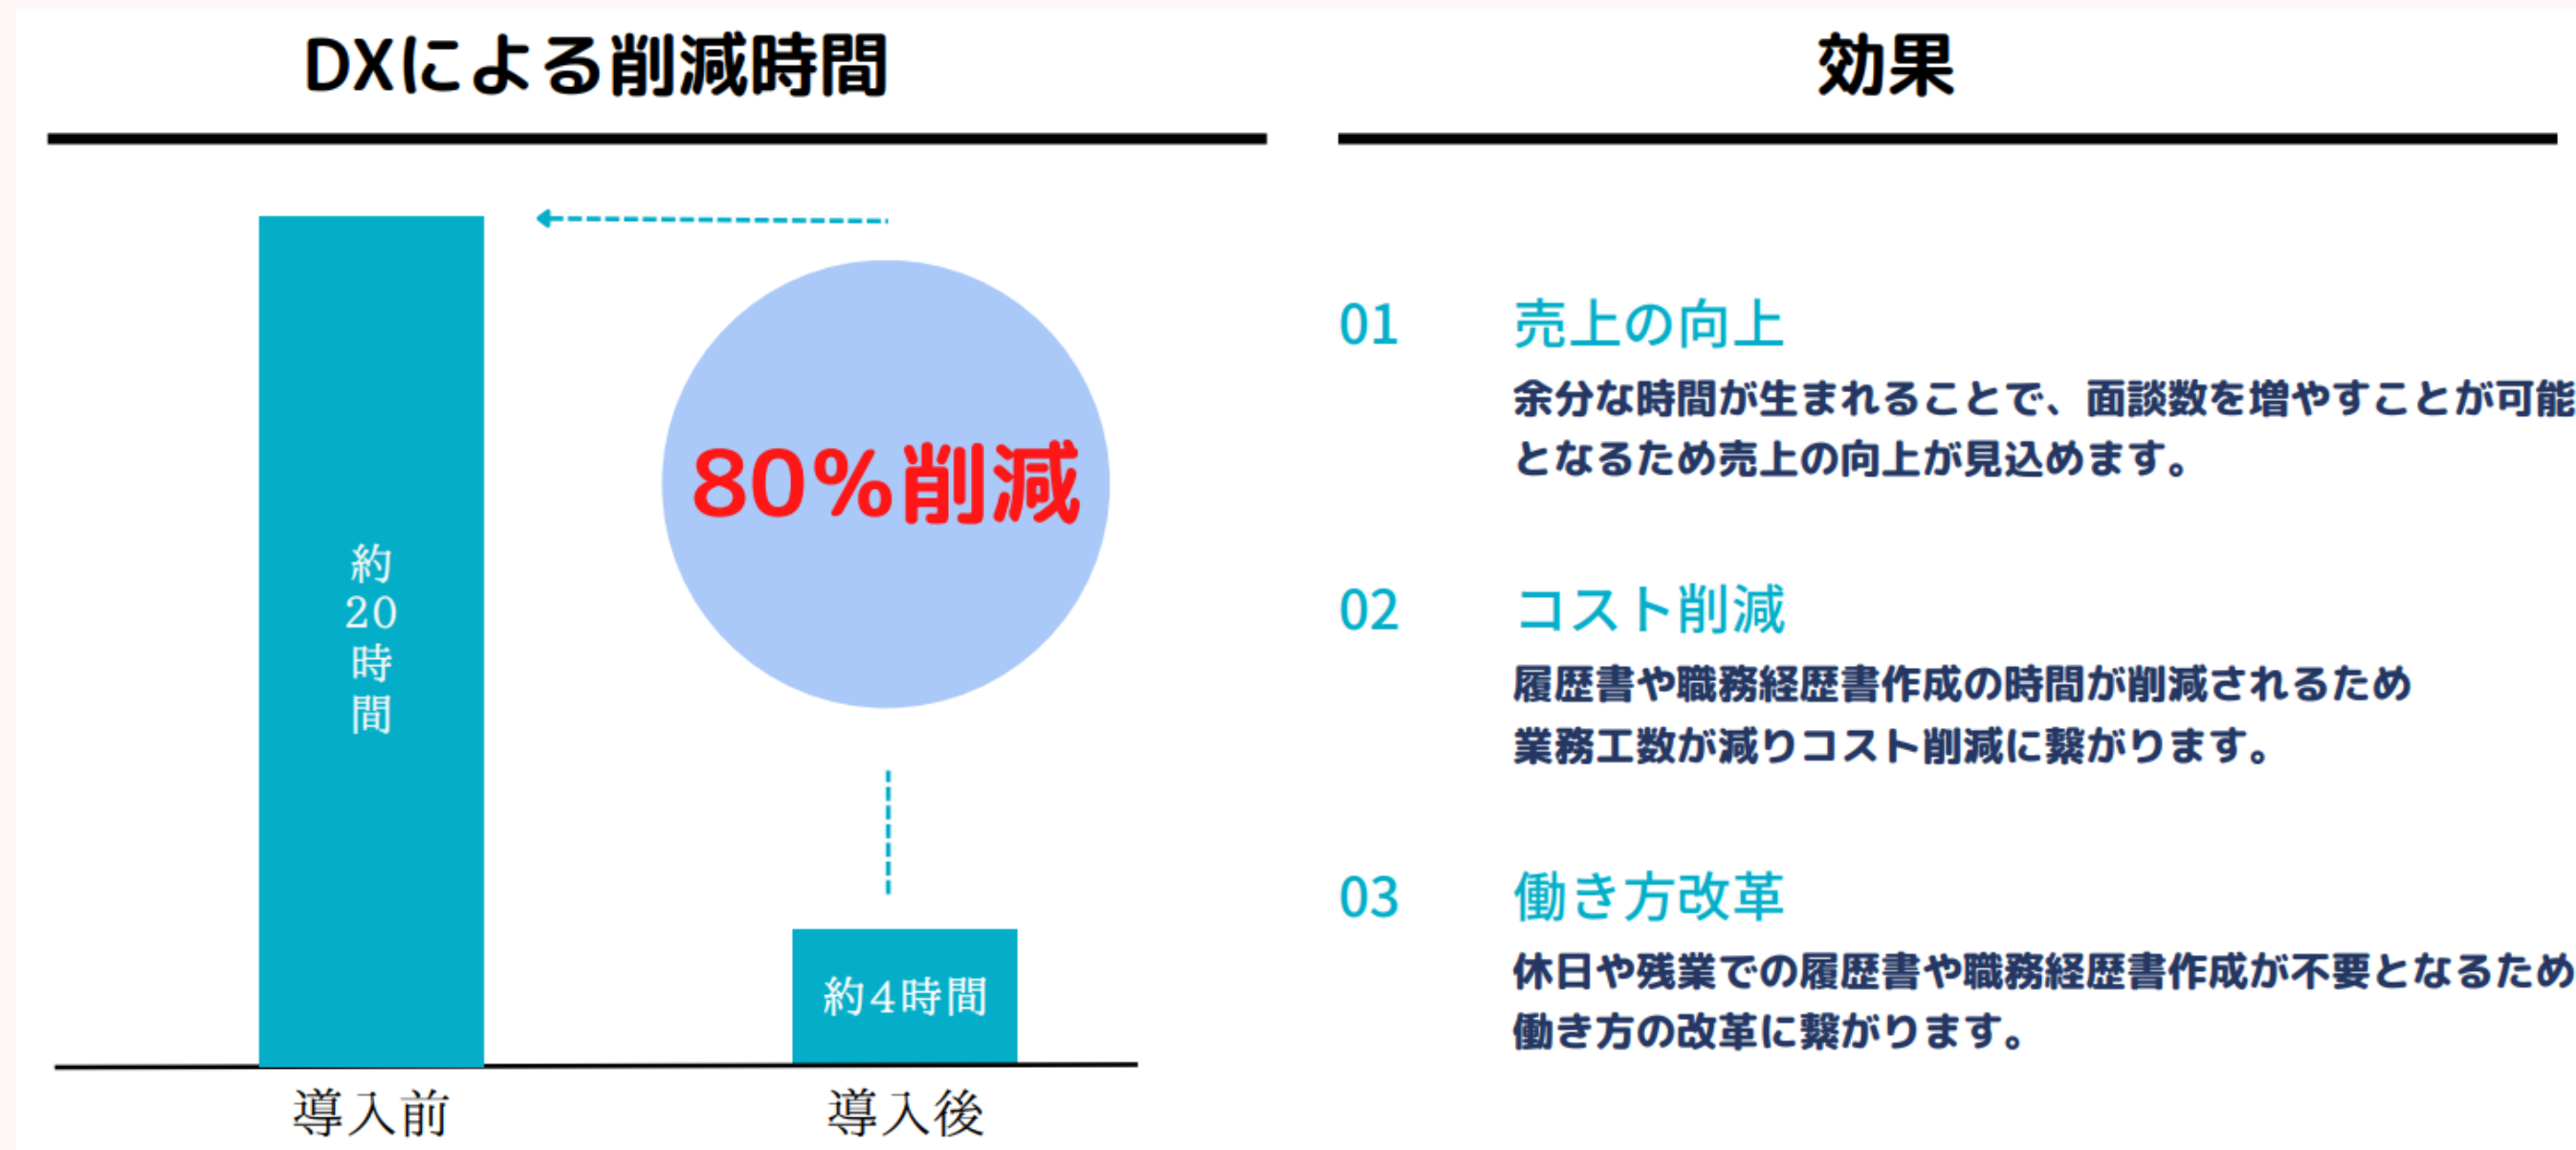 DXによる削減時間
約20時間
80%削減
約4時間
導入前
導入後
効果
01 売上の向上
余分な時間が生まれることで、面談数を増やすことが可能
となるため売上の向上が見込めます。
02 コスト削減
履歴書や職務経歴書作成の時間が削減されるため
業務工数が減りコスト削減に繋がります。
03 働き方改革
休日や残業での履歴書や職務経歴書作成が不要となるため
働き方の改革に繋がります。